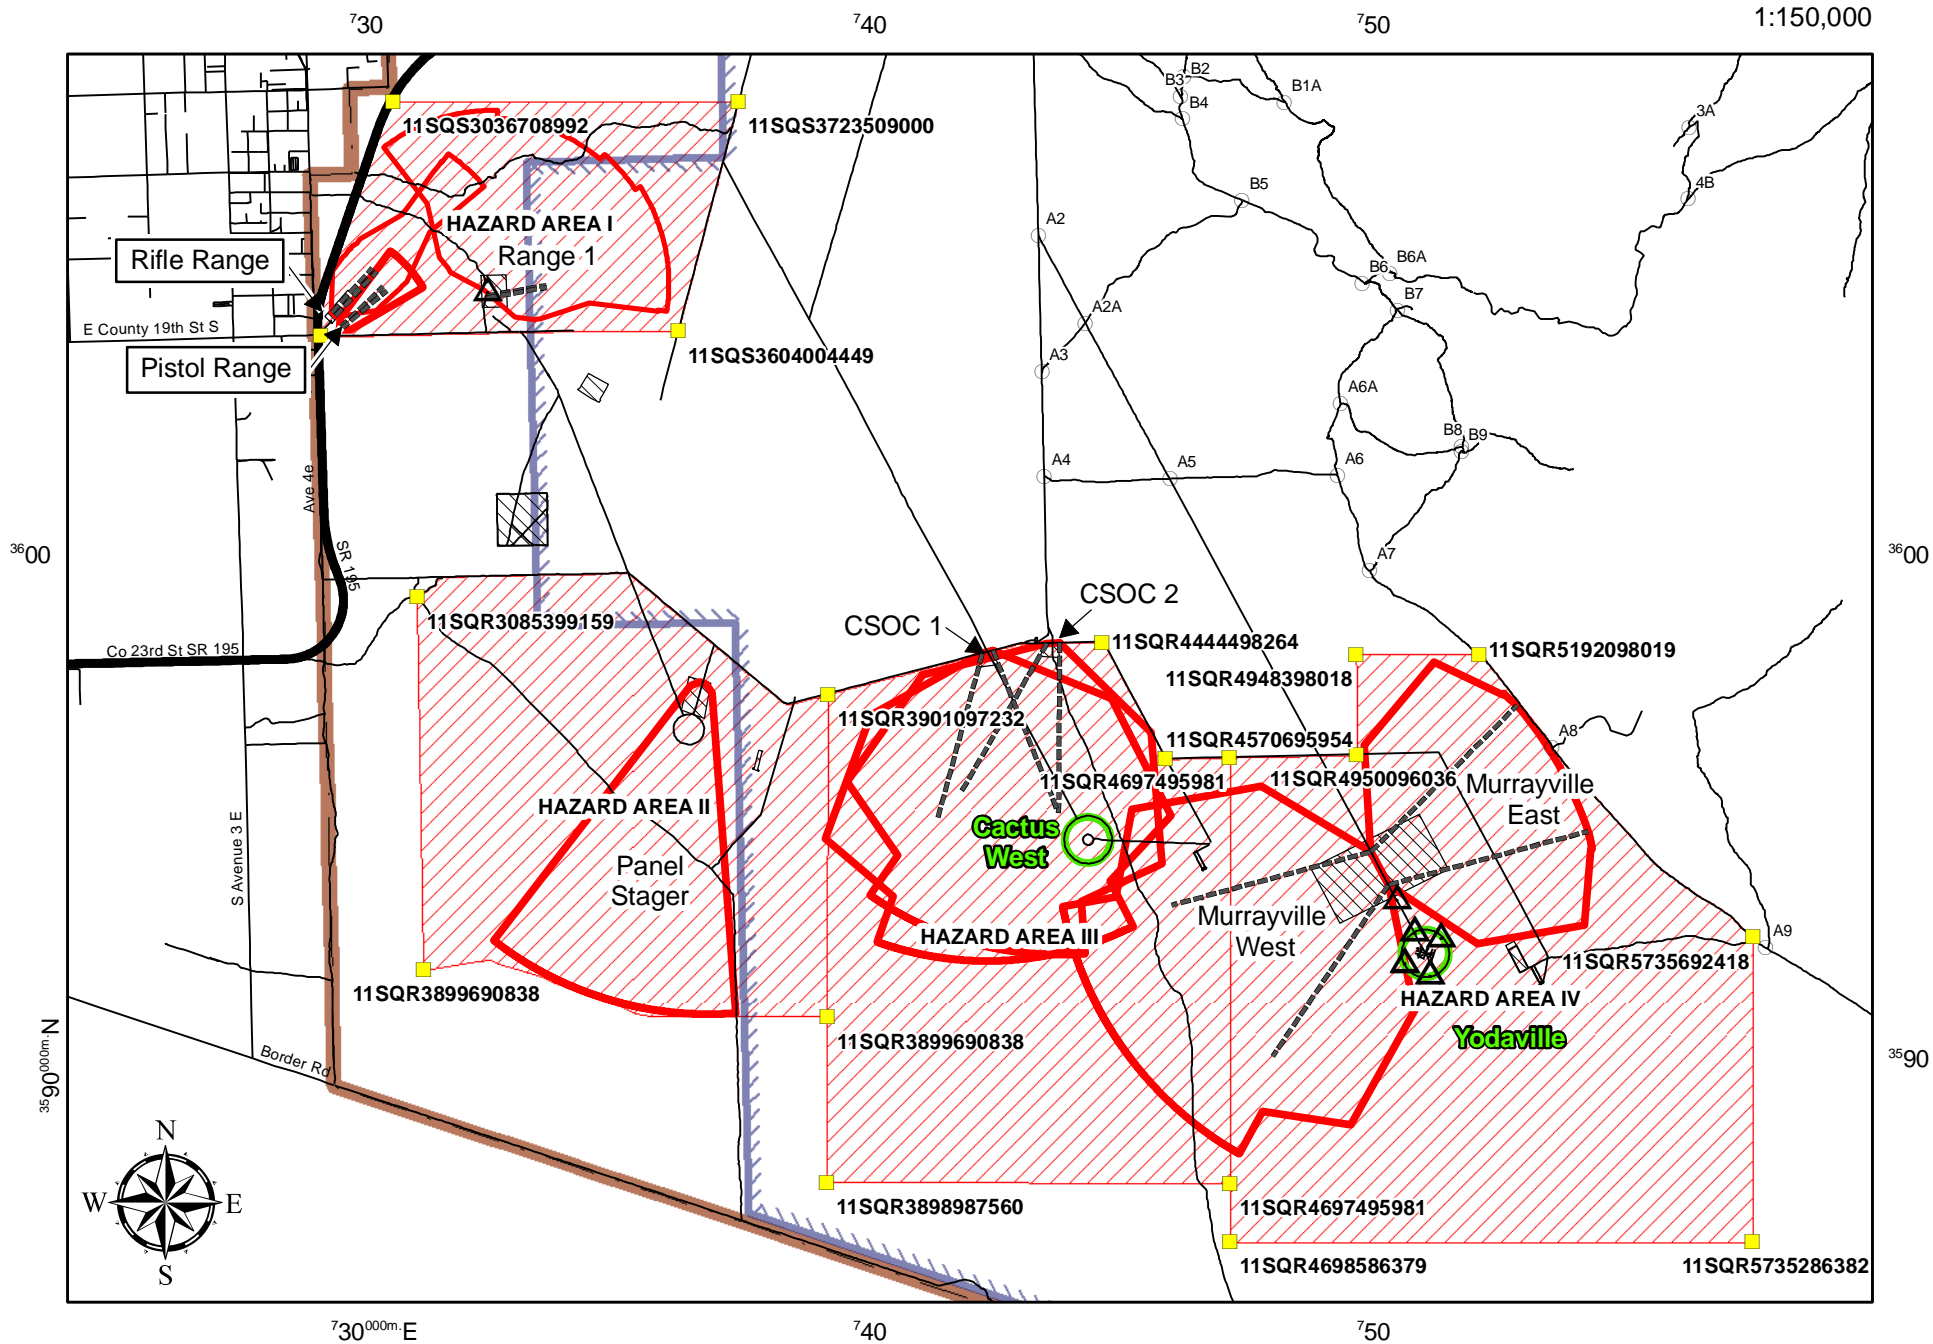 730
740
750
1:150,000
B2
B3
B1A
B4
3A
11SQS3036708992
11SQS3723509000
4B
B5
HAZARD AREA I
A2
Range 1
Rifle Range
B6A
B6
B7
A2A
E County 19th St S
Pistol Range
11SQS3604004449
A3
A6A
B8
B9
A4
A5
A6
Ave 4e
3600
SR 195
A7
3600
CSOC 2
CSOC 1
11SQR3085399159
11SQR4444498264
Co 23rd St SR 195
11SQR5192098019
11SQR4948398018
11SQR3901097232
A8
11SQR4570695954
11SQR4697495981
11SQR4950096036
Murrayville
East
HAZARD AREA II
S Avenue 3 E
Cactus
West
Panel
Stager
Murrayville
West
HAZARD AREA III
A9
11SQR5735692418
11SQR3899690838
HAZARD AREA IV
Yodaville
11SQR3899690838
3590000m.N
Border Rd
3590
N
W
E
S
11SQR3898987560
11SQR4697495981
11SQR4698586379
11SQR5735286382
730000m.E
740
750